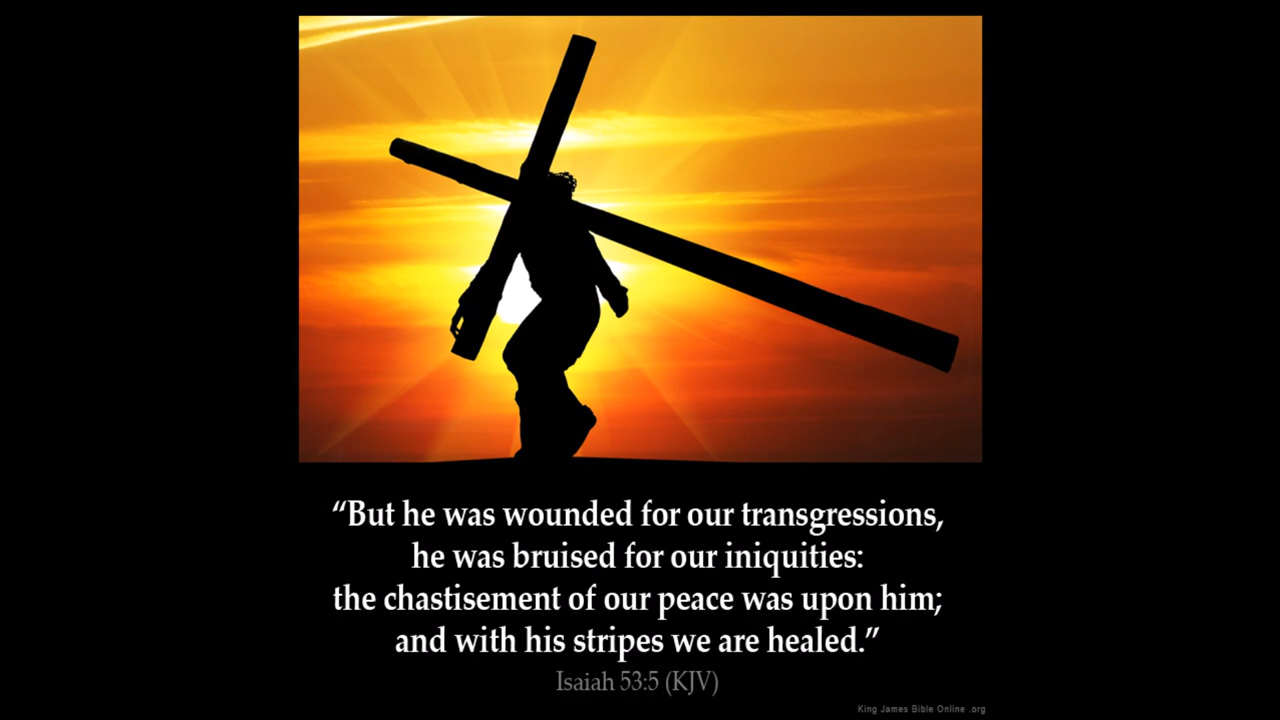 “But he was wounded for our transgressions,
he was bruised for our iniquities:
the chastisement of our peace was upon him;
and with his stripes we are healed.”
Isaiah 53:5 (KJV)
King James Bible Online .org